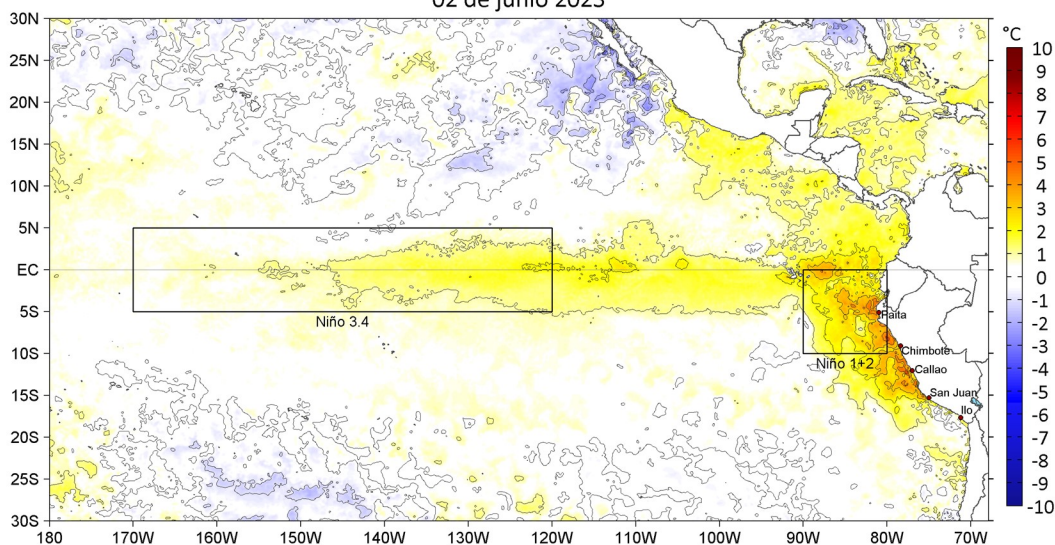 02 de junio 2023
°C
30N
25N
20N
15N
10N
5N
EC
5S
10S
15S
20S
25S
30S
180
170W
160W
150W
140W
130W
120W
110W
100W
90W
80W
70W
Niño 3.4
Niño 1+2
Paita
Chimbote
Callao
San Juan
Ilo
10
9
8
7
6
5
4
3
2
1
0
-1
-2
-3
-4
-5
-6
-7
-8
-9
-10